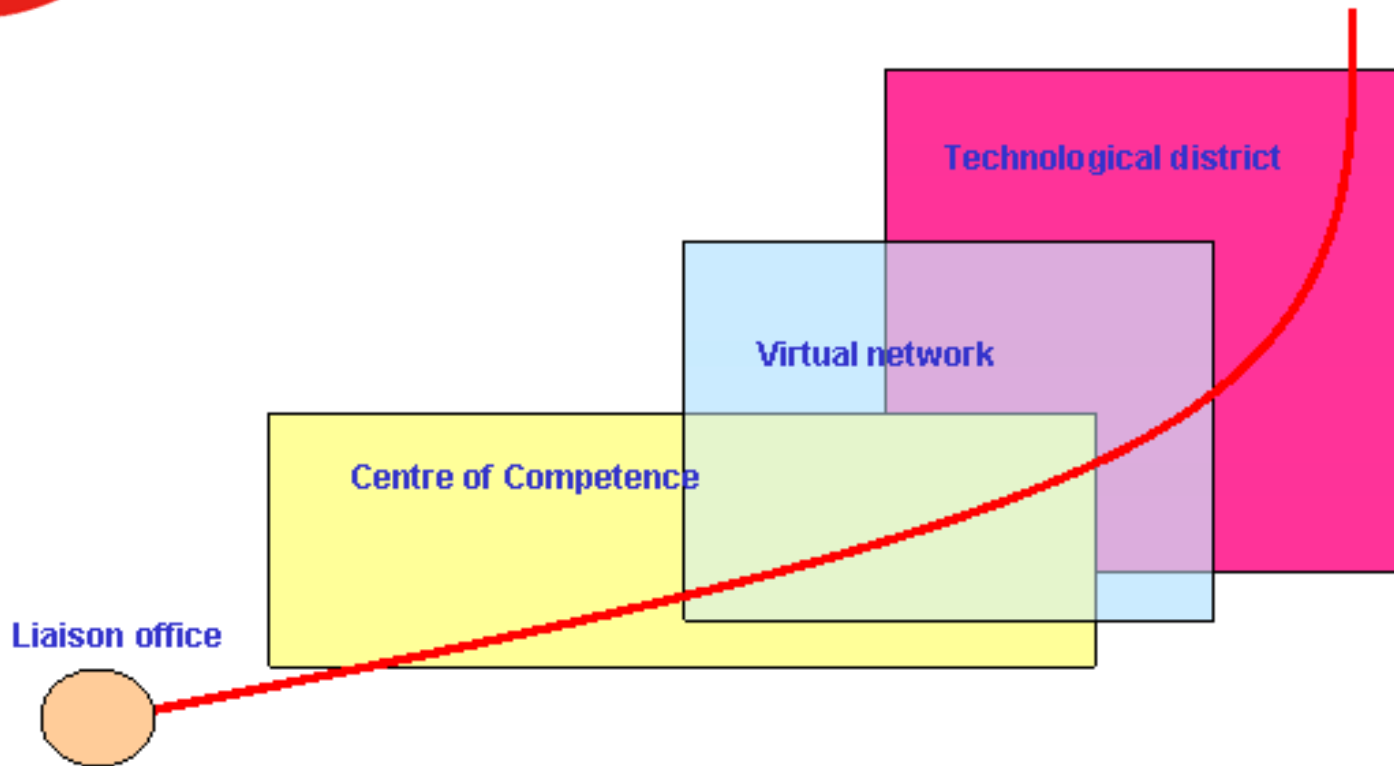 Technological district
Virtual network
Centre of Competence
Liaison office